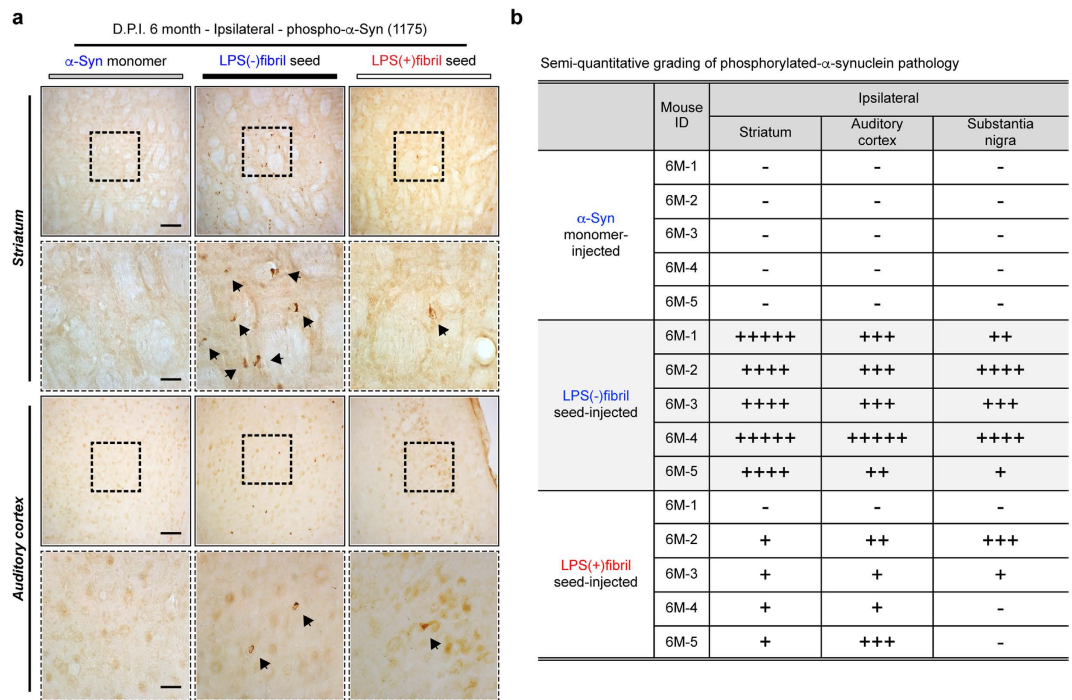 a
D.P.I. 6 month - Ipsilateral - phospho-α-Syn (1175)
α-Syn monomer LPS(-)fibril seed LPS(+)fibril seed
Striatum
Auditory cortex
b
Semi-quantitative grading of phosphorylated-α-synuclein pathology
Mouse ID Ipsilateral
Striatum Auditory cortex Substantia nigra
α-Syn monomer-injected
6M-1 - - -
6M-2 - - -
6M-3 - - -
6M-4 - - -
6M-5 - - -
LPS(-)fibril seed-injected
6M-1 +++++ +++ ++
6M-2 ++++ +++ ++++
6M-3 ++++ +++ +++
6M-4 +++++ +++++ ++++
6M-5 ++++ ++ +
LPS(+)fibril seed-injected
6M-1 - - -
6M-2 + ++ +++
6M-3 + + +
6M-4 + + -
6M-5 + +++ -